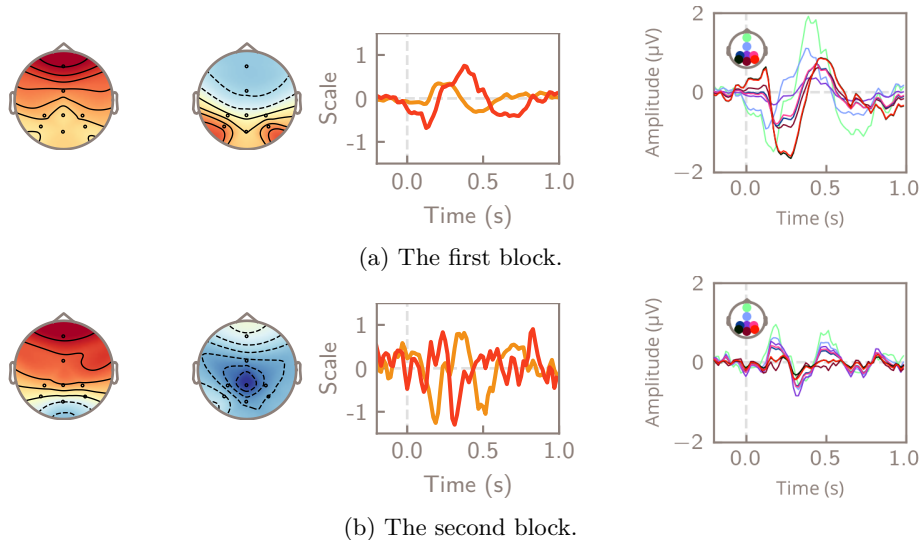 1
0
-1
Scale
0.0 0.5 1.0
Time (s)
2
0
−2
Amplitude (μV)
0.0 0.5 1.0
Time (s)
(a) The first block.
1
0
-1
Scale
0.0 0.5 1.0
Time (s)
2
0
−2
Amplitude (μV)
0.0 0.5 1.0
Time (s)
(b) The second block.